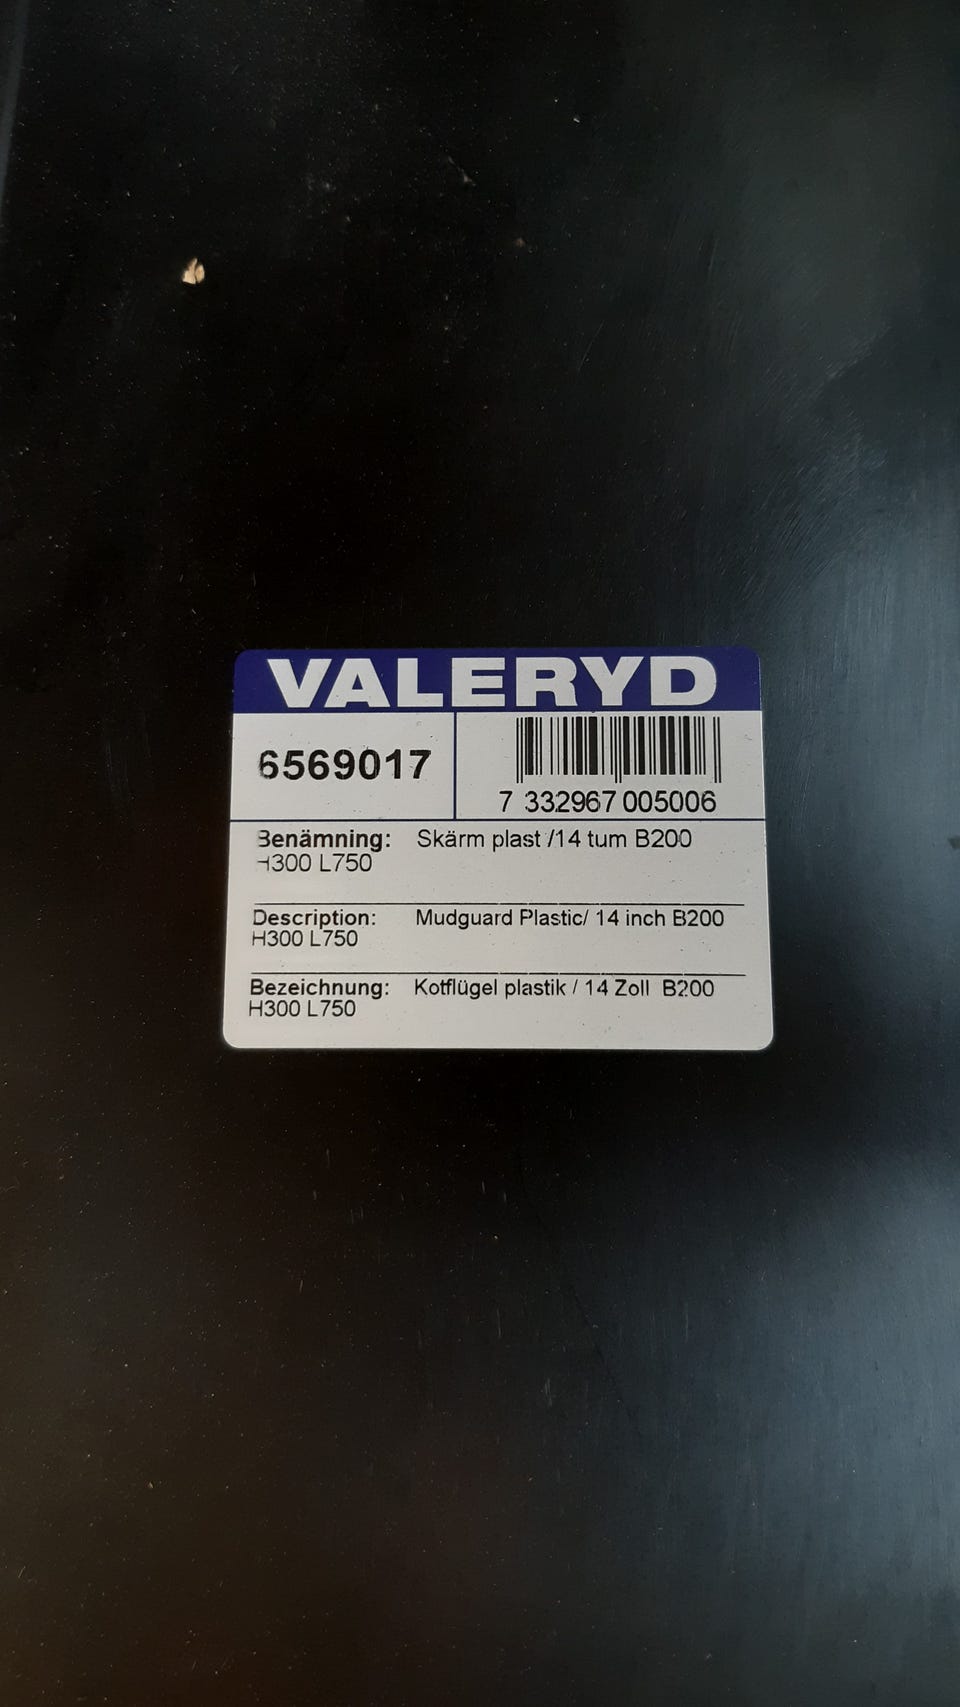 VALERYD
6569017
7 332967 005006
Benämning: Skärm plast /14 tum B200
H300 L750
Description: Mudguard Plastic/ 14 inch B200
H300 L750
Bezeichnung: Kotflügel plastik / 14 Zoll B200
H300 L750